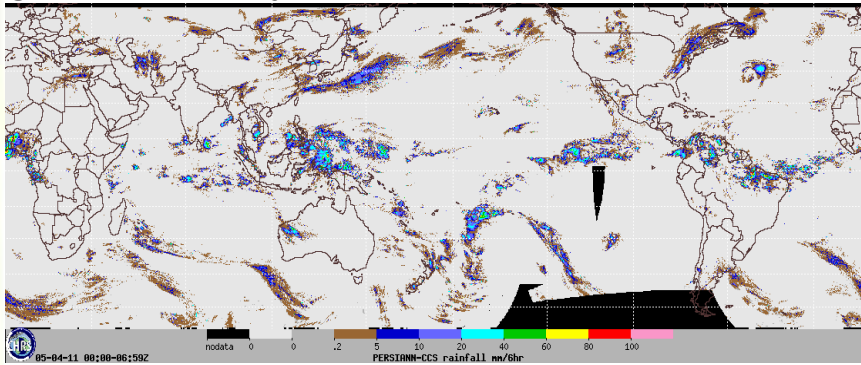 nodata 0 0 .2 5 10 20 40 60 80 100
CHRS 05-04-11 00:00-06:59Z PERSIANN-CCS rainfall mm/6hr